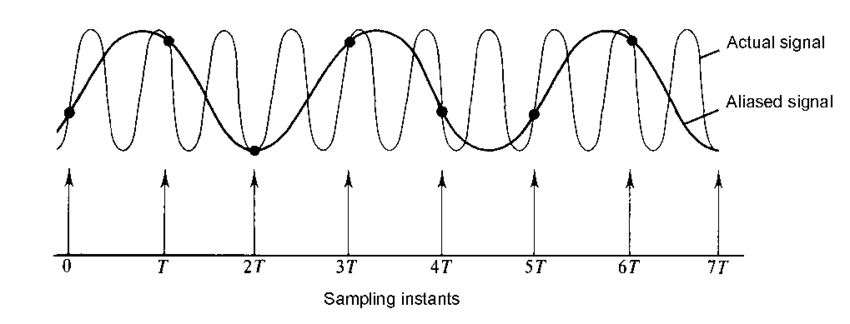 Actual signal
Aliased signal
0 T 2T 3T 4T 5T 6T 7T
Sampling instants